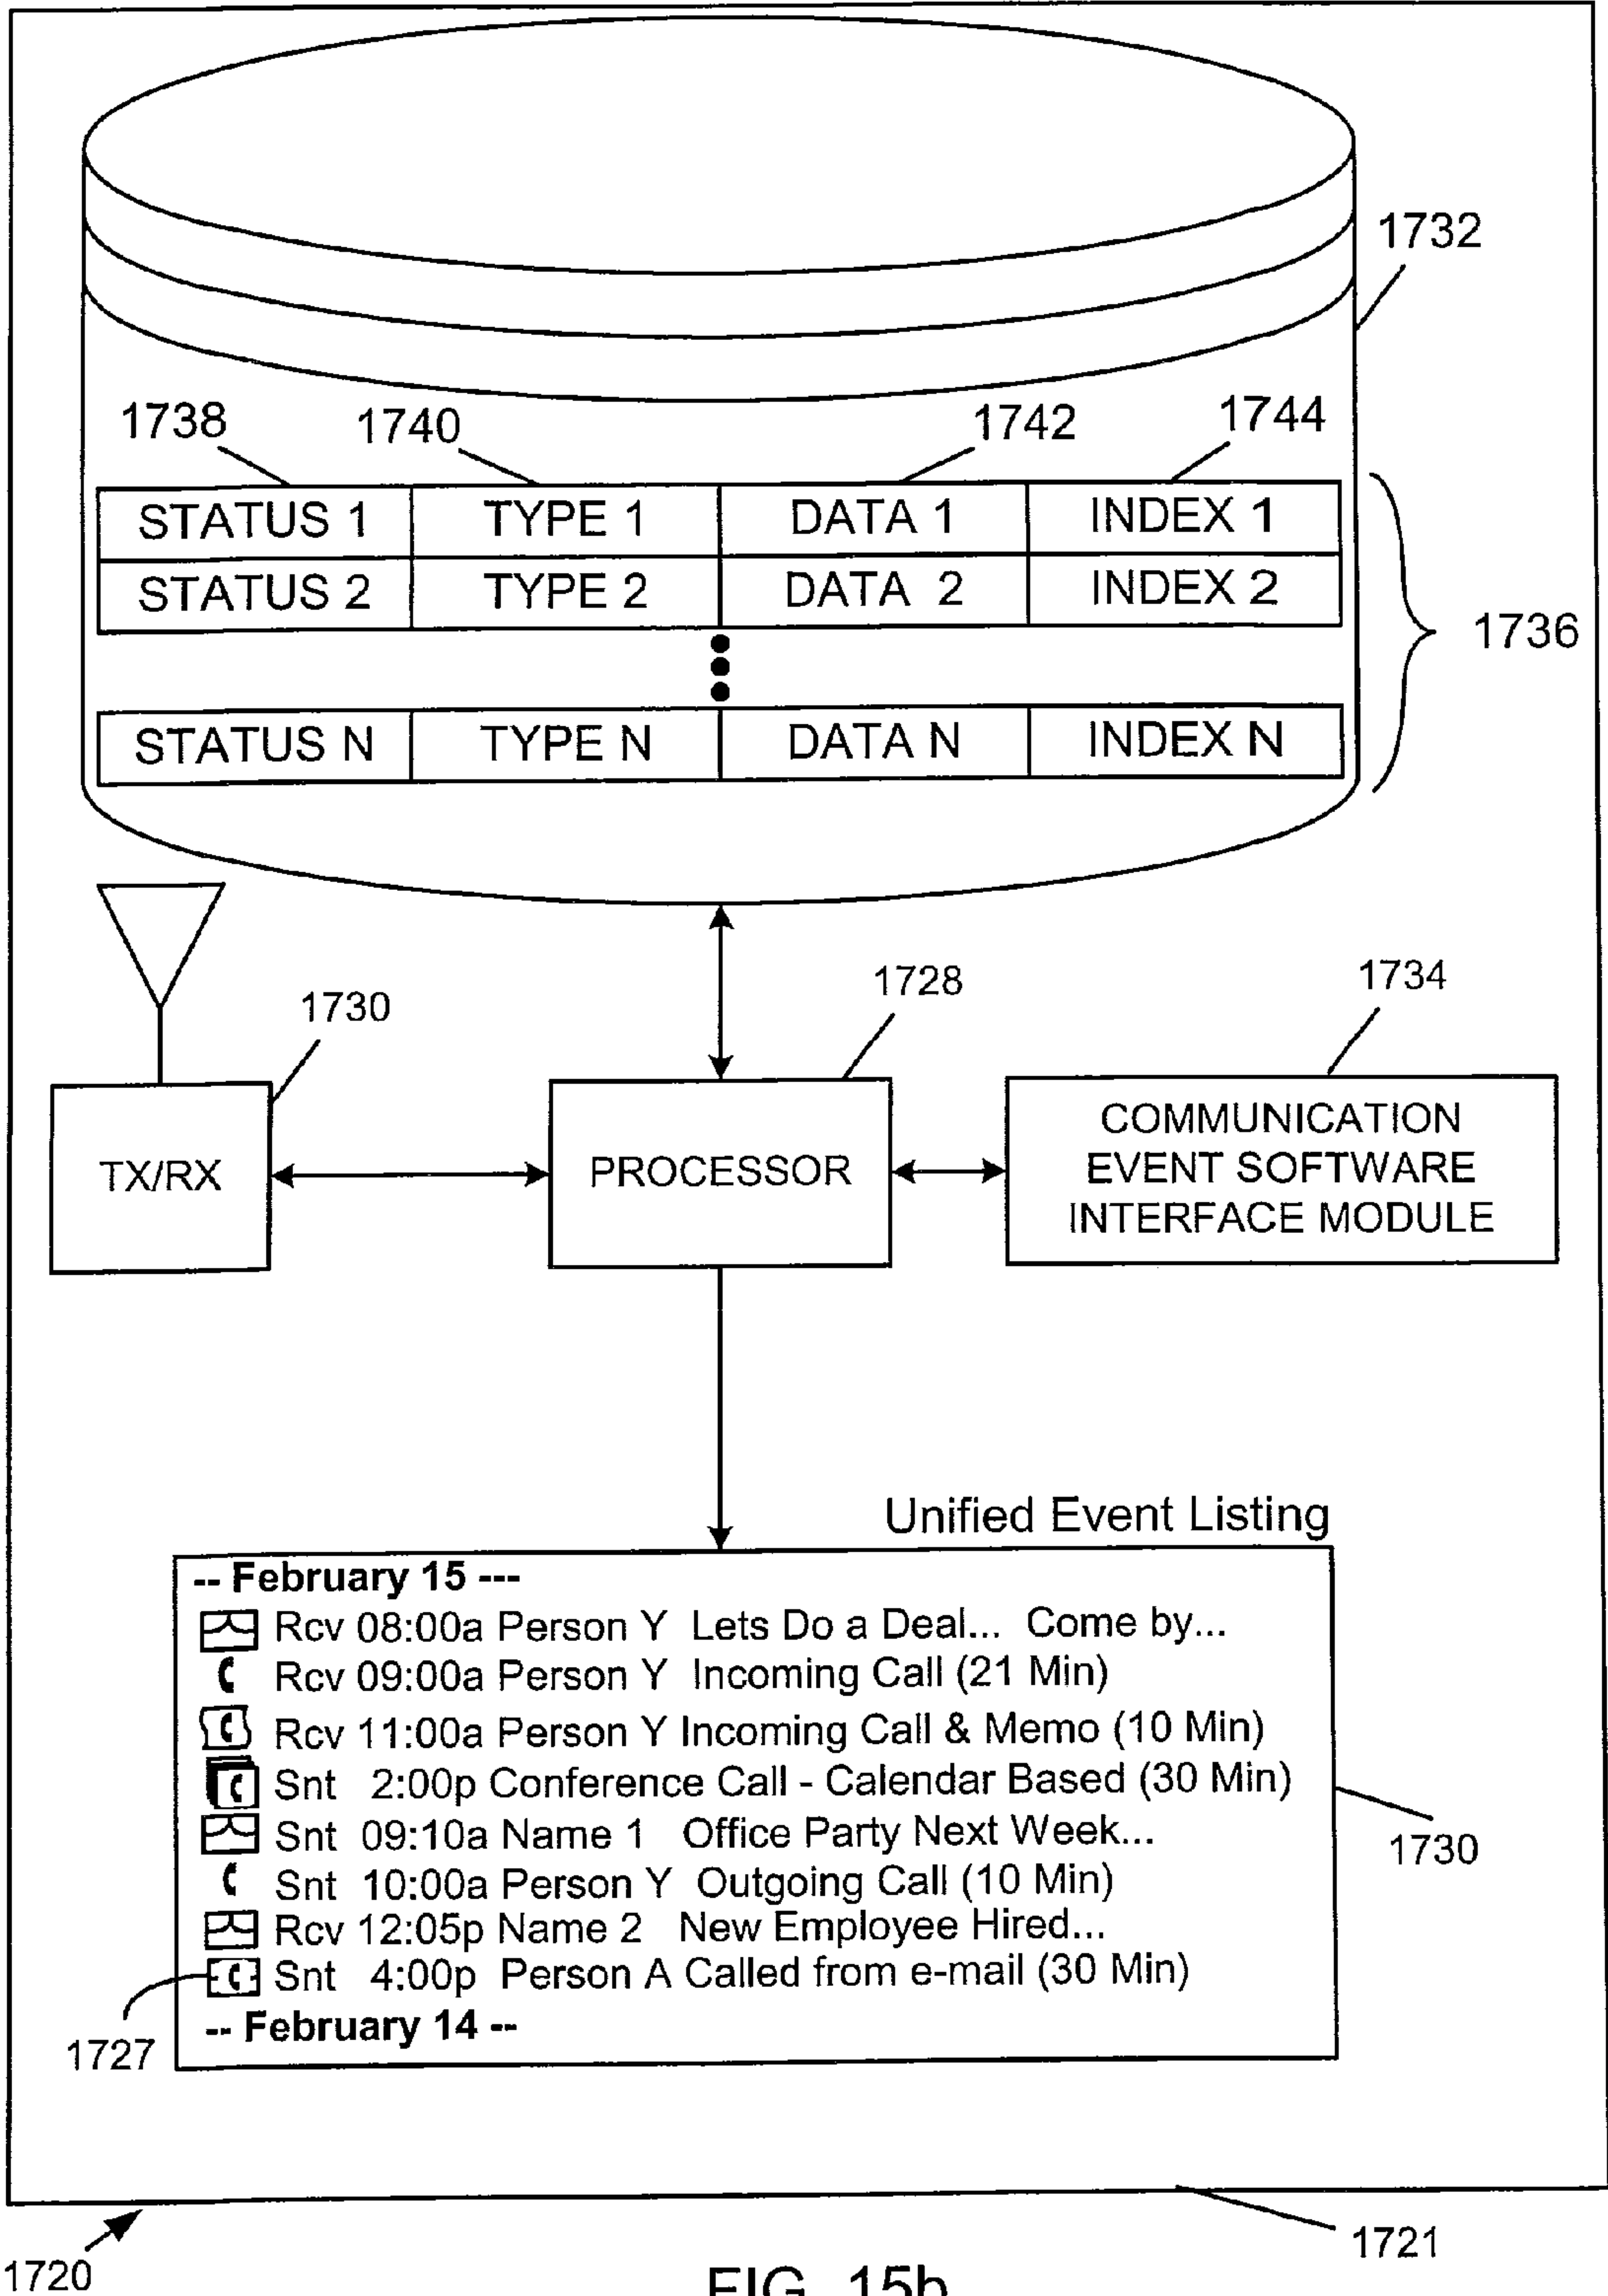 1732
1738 1740 1742 1744
STATUS 1 TYPE 1 DATA 1 INDEX 1
STATUS 2 TYPE 2 DATA 2 INDEX 2
1736
STATUS N TYPE N DATA N INDEX N
1730 1728 1734
TX/RX
PROCESSOR
COMMUNICATION
EVENT SOFTWARE
INTERFACE MODULE
Unified Event Listing
-- February 15 ---
Rcv 08:00a Person Y Lets Do a Deal... Come by...
Rcv 09:00a Person Y Incoming Call (21 Min)
Rcv 11:00a Person Y Incoming Call & Memo (10 Min)
Snt 2:00p Conference Call - Calendar Based (30 Min)
Snt 09:10a Name 1 Office Party Next Week...
Snt 10:00a Person Y Outgoing Call (10 Min)
Rcv 12:05p Name 2 New Employee Hired...
Snt 4:00p Person A Called from e-mail (30 Min)
-- February 14 --
1730
1727
1720
1721
FIG. 15b